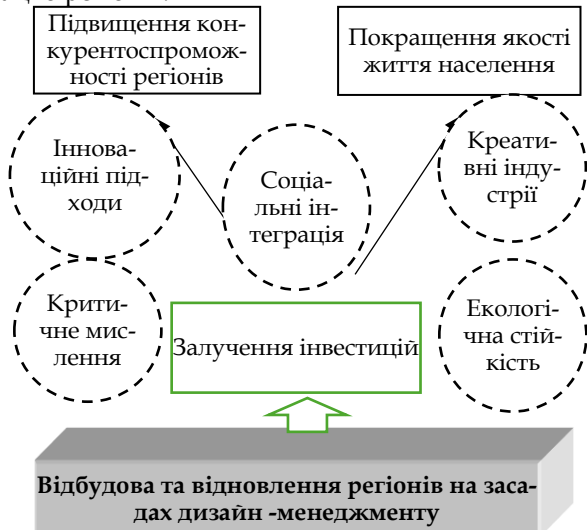 Підвищення кон-
курентоспромож-
ності регіонів
Покращення якості
життя населення
Іннова-
ційні під-
ходи
Соціа-
льні ін-
теграція
Креати-
вні інду-
стрії
Крити-
чне мис-
лення
Залучення інвестицій
Екологі-
чна стій-
кість
Відбудова та відновлення регіонів на заса-
дах дизайн -менеджменту